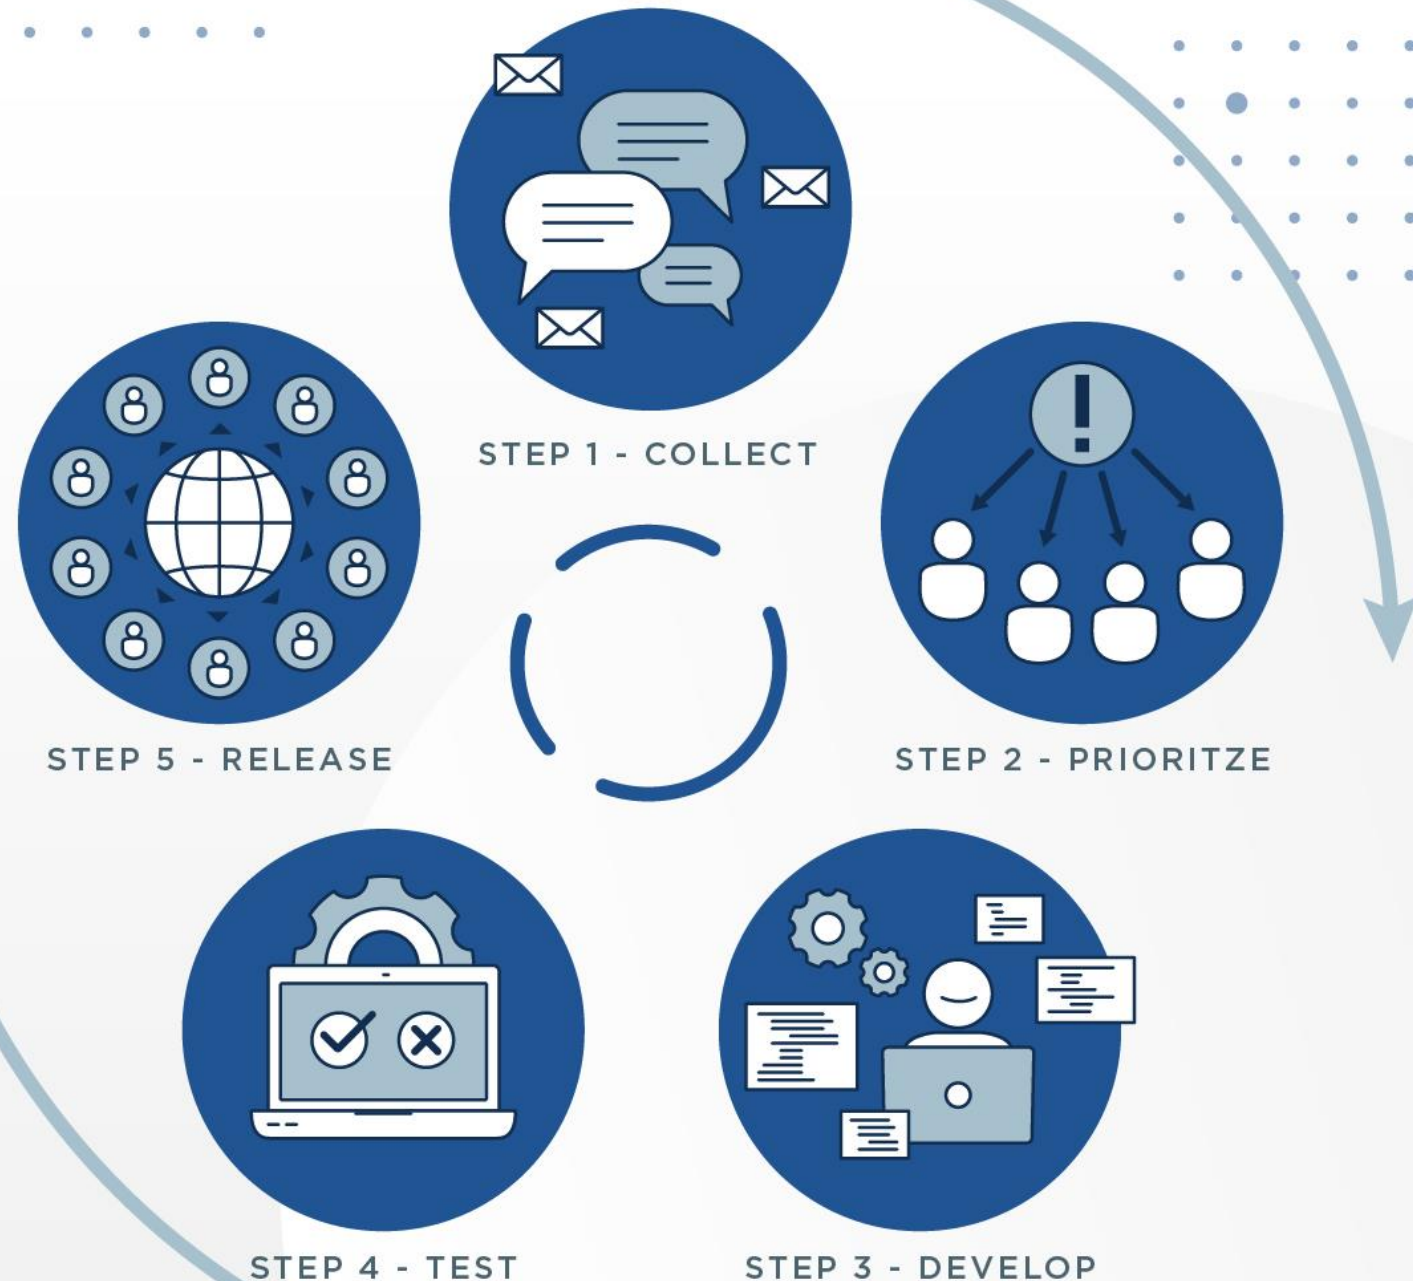 STEP 1 - COLLECT
STEP 2 - PRIORITZE
STEP 3 - DEVELOP
STEP 4 - TEST
STEP 5 - RELEASE